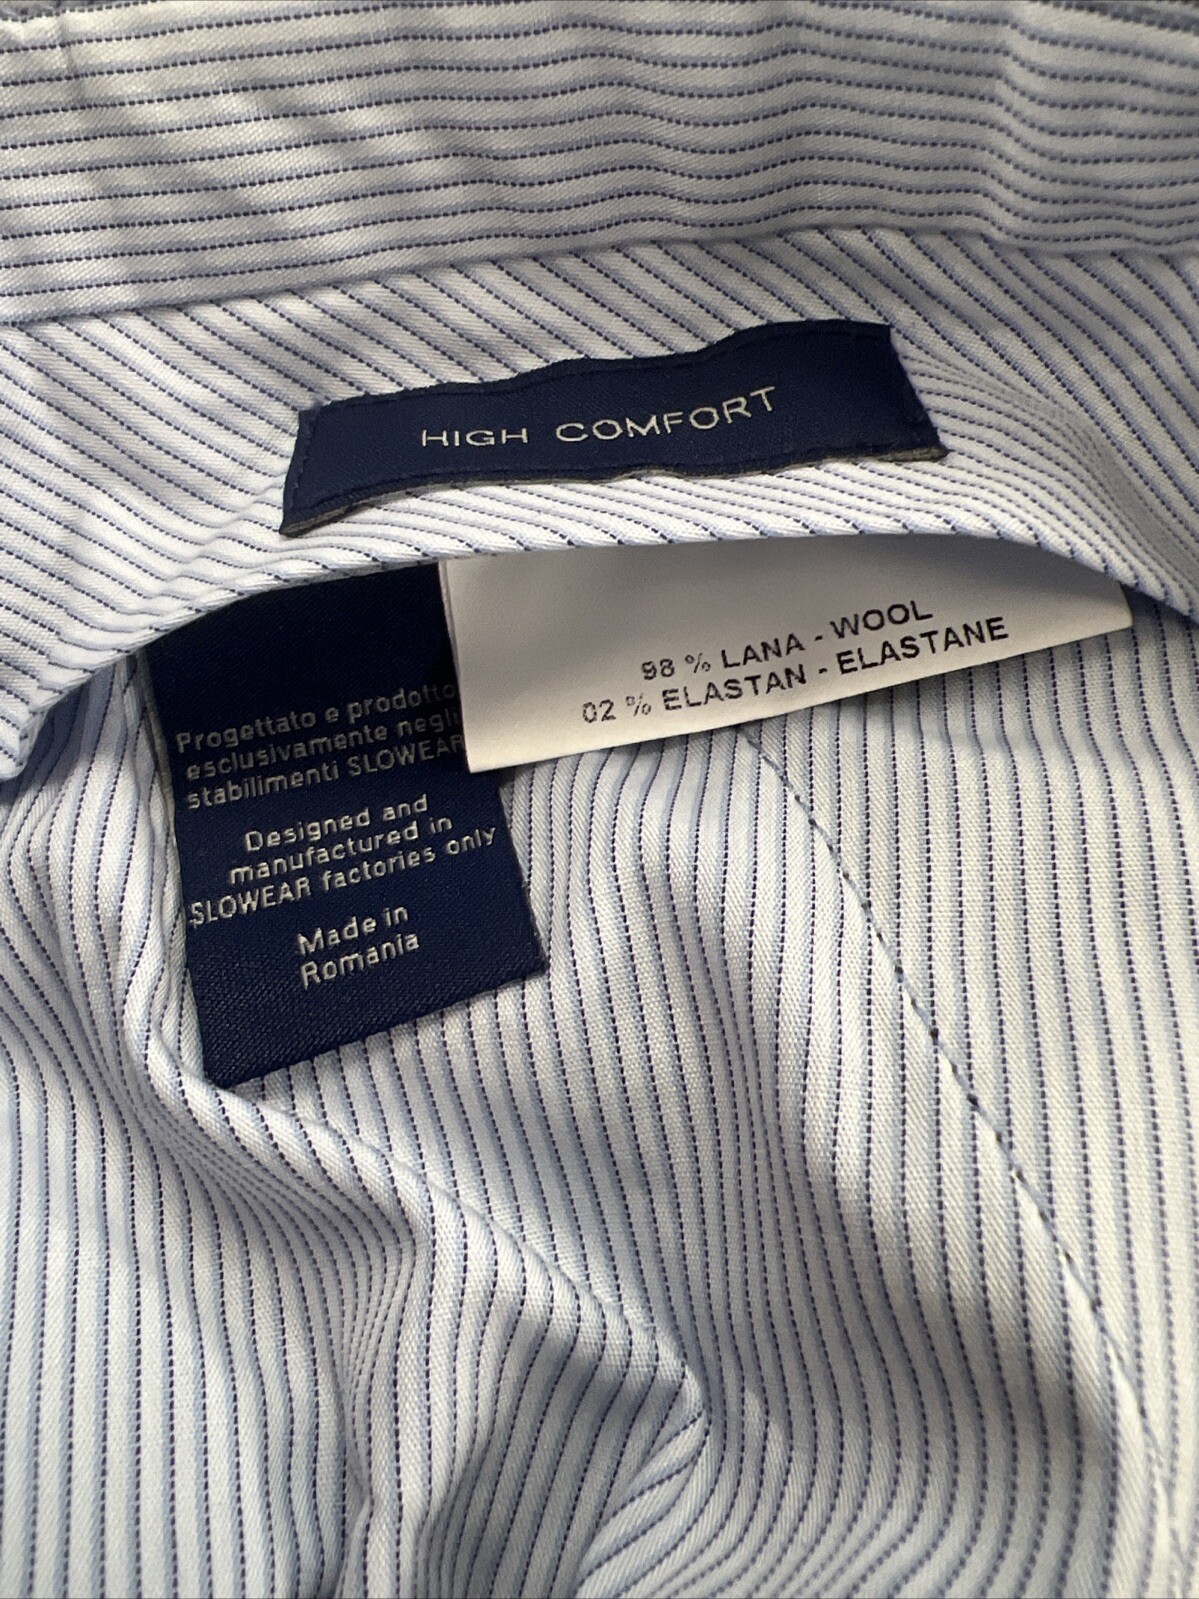 HIGH COMFORT
98 % LANA - WOOL
02 % ELASTAN - ELASTANE
Progettato e prodotto
esclusivamente negli
stabilimenti SLOWEAR
Designed and
manufactured in
SLOWEAR factories only
Made in
Romania